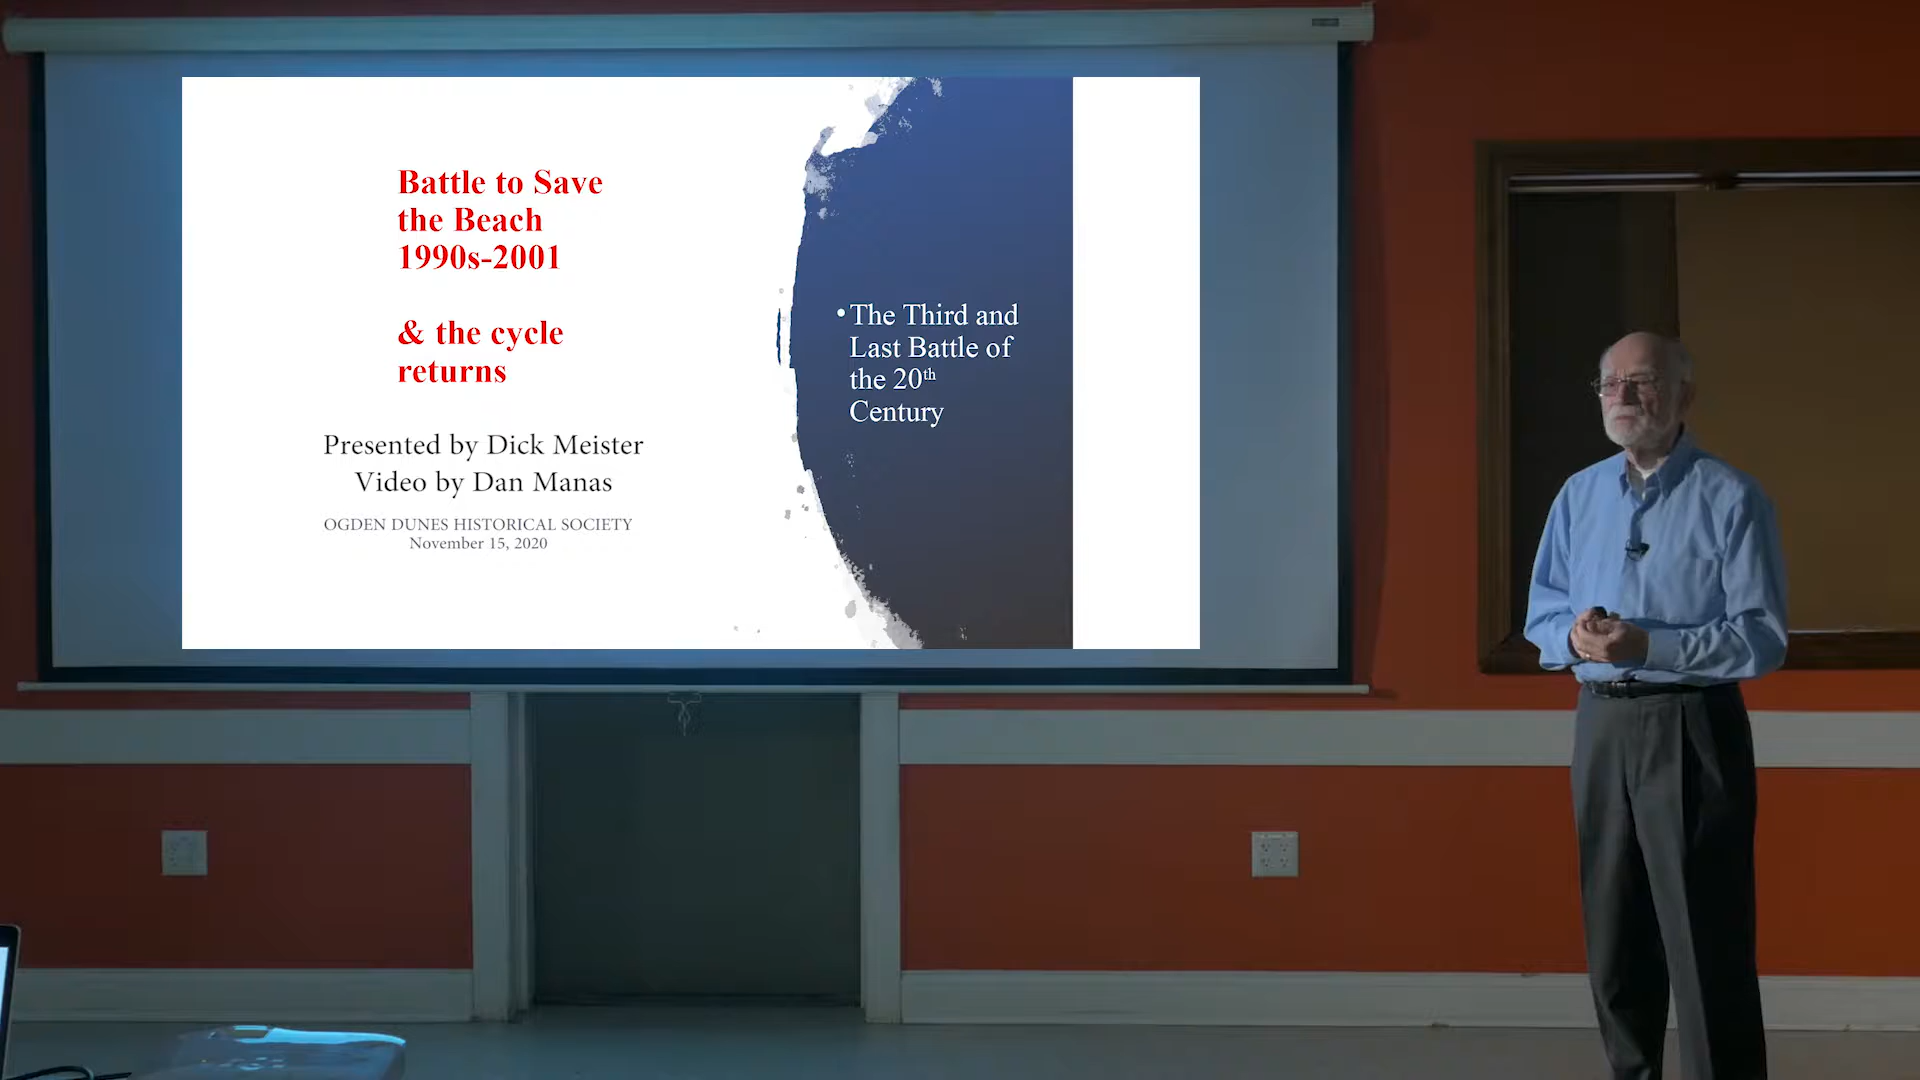 Battle to Save
the Beach
1990s-2001
& the cycle
returns
Presented by Dick Meister
Video by Dan Manas
OGDEN DUNES HISTORICAL SOCIETY
November 15, 2020
• The Third and
Last Battle of
the 20th
Century